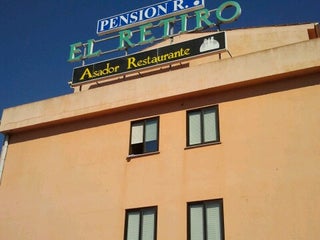 PENSION R.
EL RETIRO
Asador Restaurante